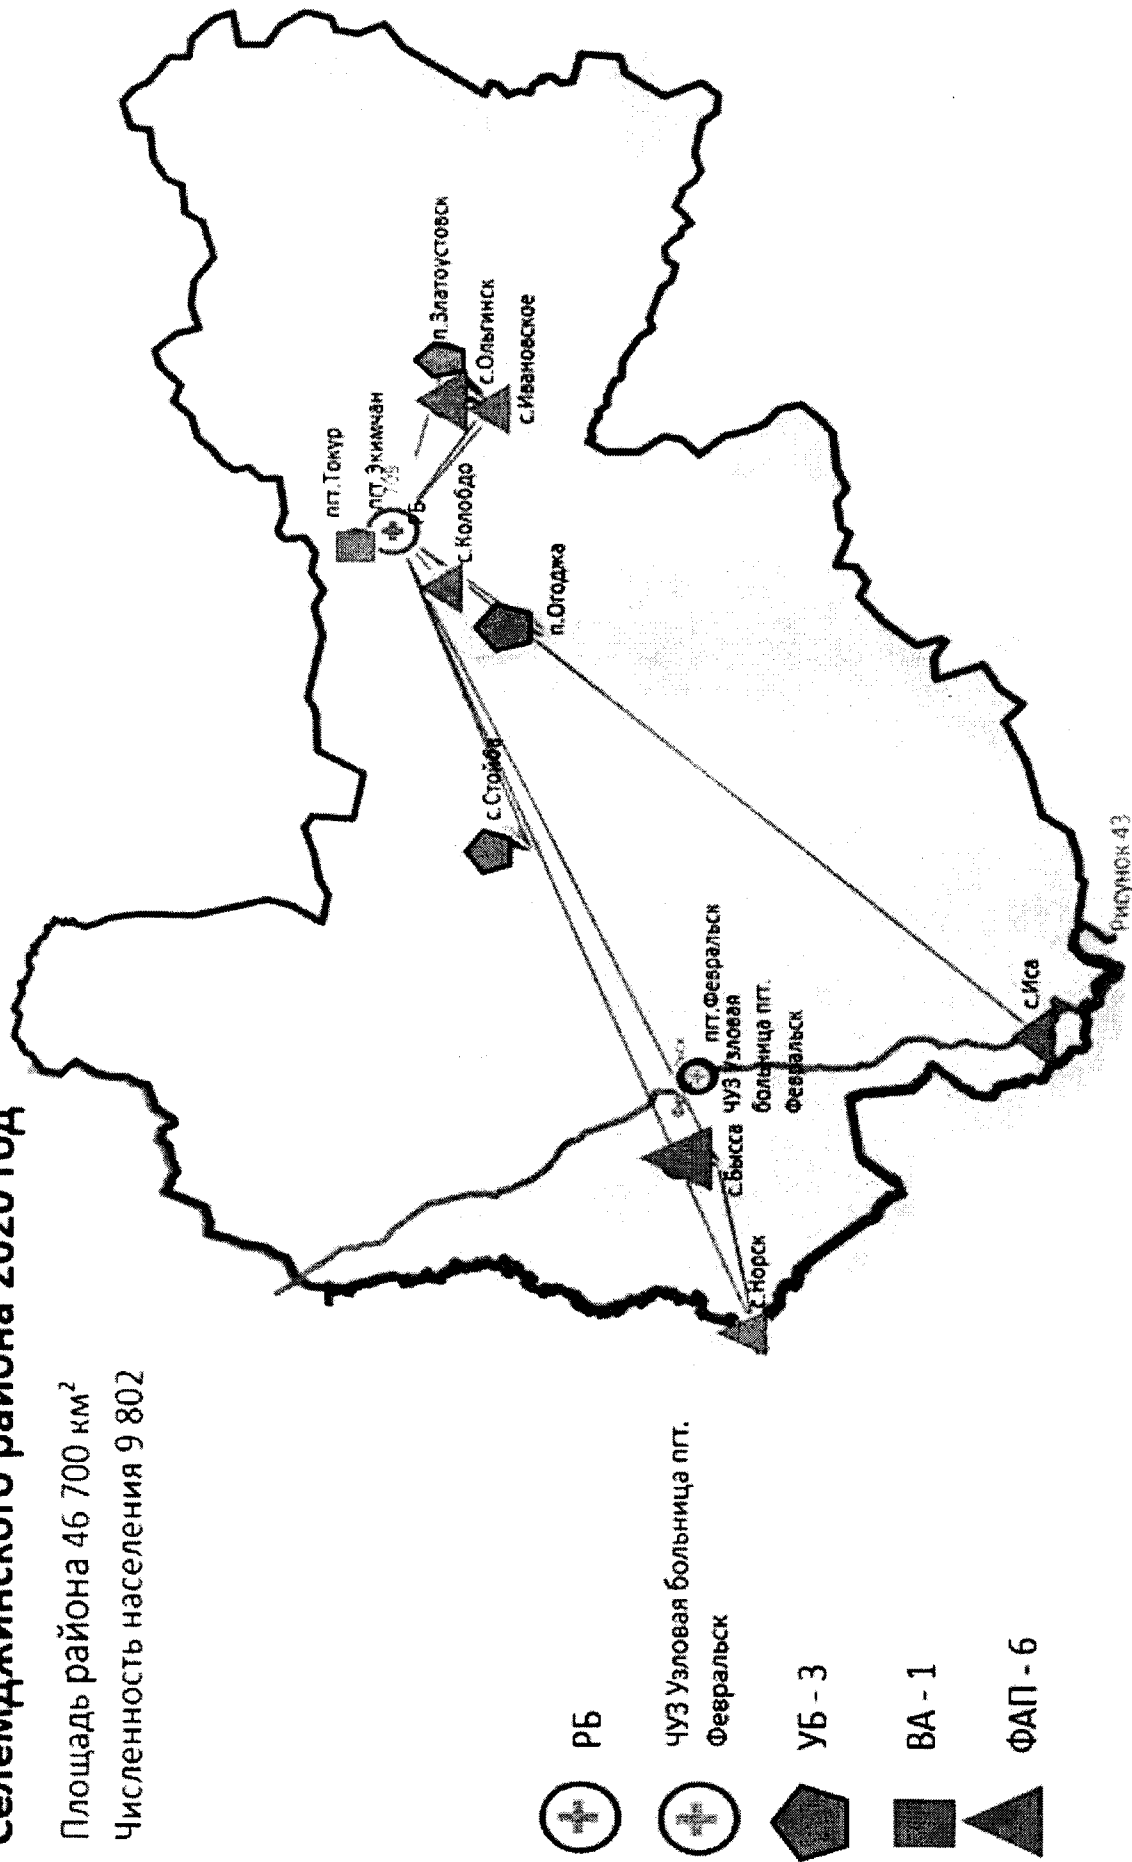 Селемджинского района 2020 год
Площадь района 46 700 км²
Численность населения 9 802
пгт.Токур
пгт.Экимчан
РБ
п.Златоустовск
с.Ольгинск
с.Ивановское
с.Колобдо
п.Огоджа
с.Стойба
пгт.Февральск
ЧУЗ Узловая
больница пгт.
Февральск
с.Бысса
с.Норск
с.Иса
РБ
ЧУЗ Узловая больница пгт.
Февральск
УБ - 3
ВА - 1
ФАП - 6
Рисунок 43